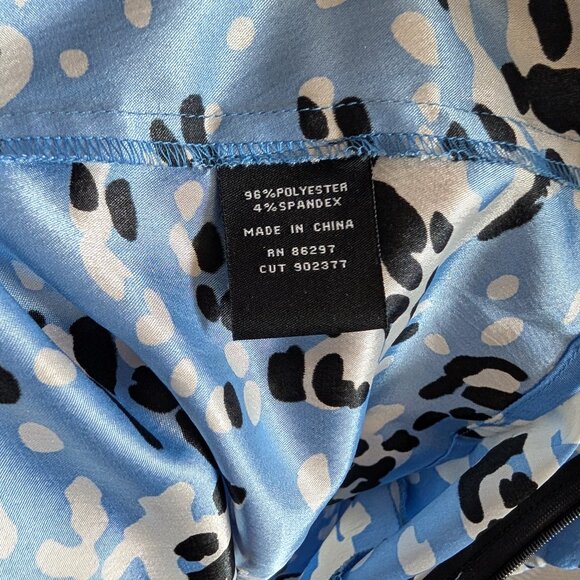 96%POLYESTER
4%SPANDEX
MADE IN CHINA
RN 86297
CUT 902377